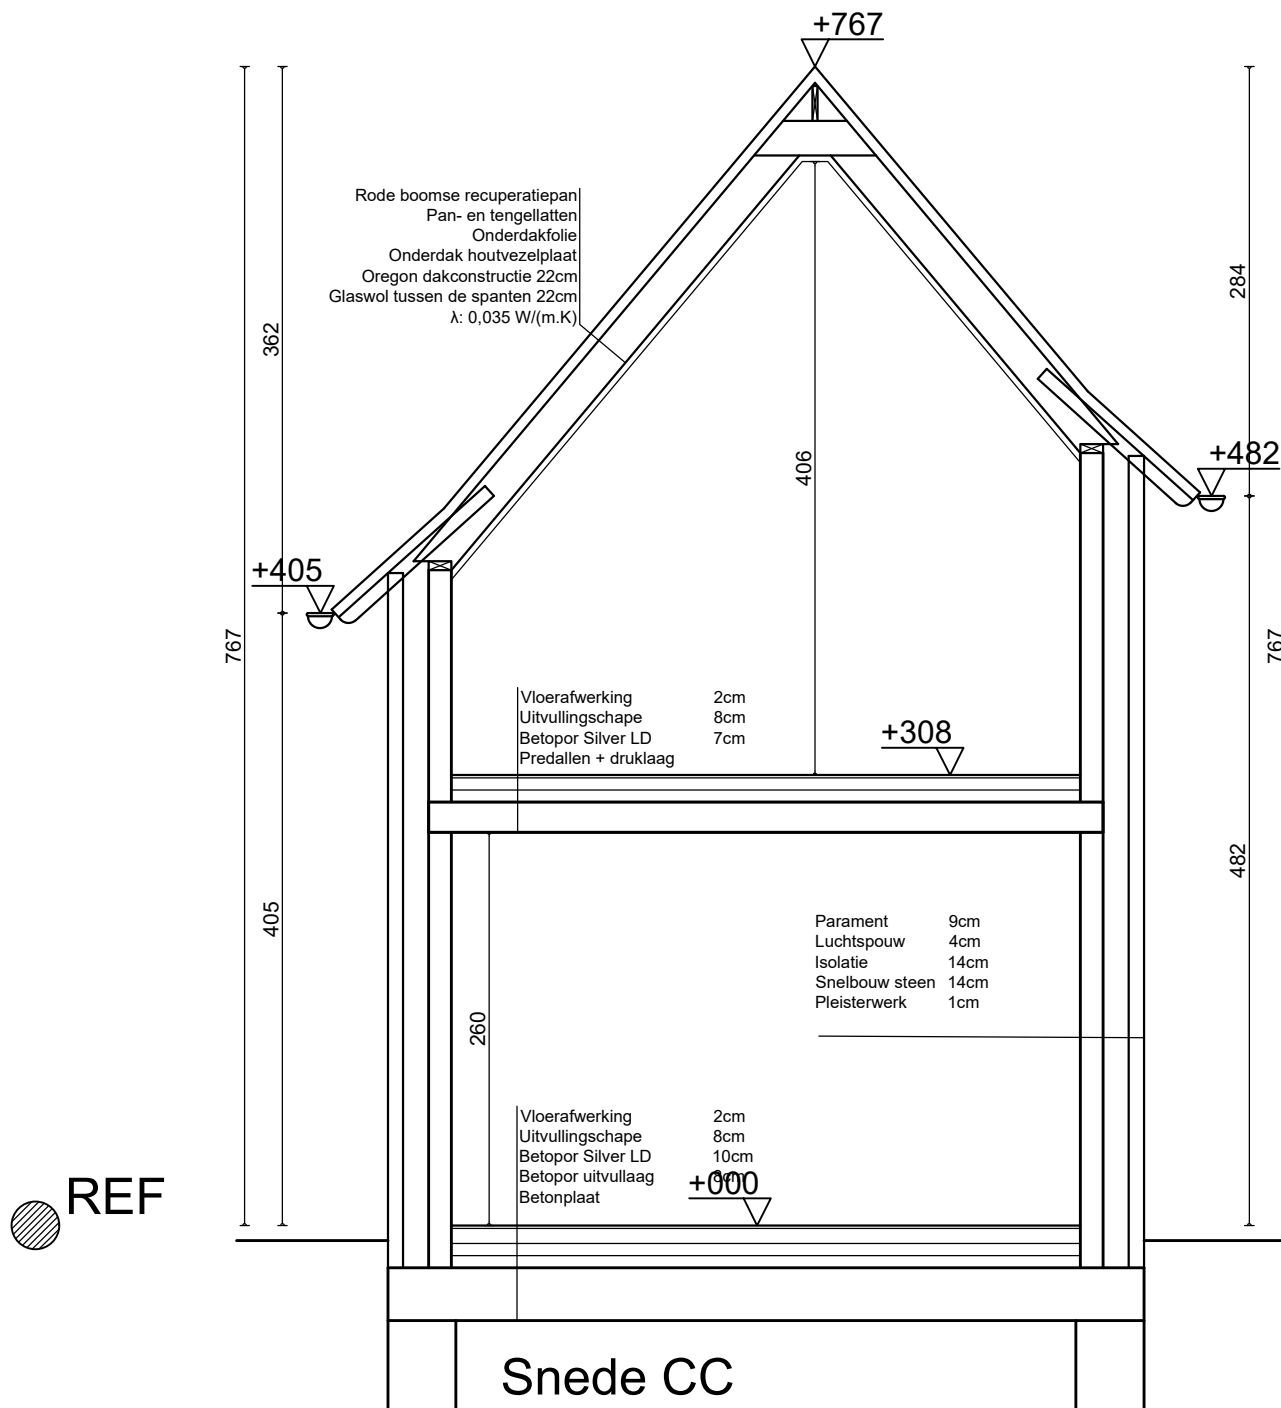 +767
Rode boomse recuperatiepan
Pan- en tengellatten
Onderdakfolie
Onderdak houtvezelplaat
Oregon dakconstructie 22cm
Glaswol tussen de spanten 22cm
λ: 0,035 W/(m.K)
362
284
406
+482
+405
767
767
Vloerafwerking 2cm
Uitvullingschape 8cm
Betopor Silver LD 7cm
Predallen + druklaag
+308
405
482
Parament 9cm
Luchtspouw 4cm
Isolatie 14cm
Snelbouw steen 14cm
Pleisterwerk 1cm
260
Vloerafwerking 2cm
Uitvullingschape 8cm
Betopor Silver LD 10cm
Betopor uitvullaag 8cm
Betonplaat
+000
REF
Snede CC